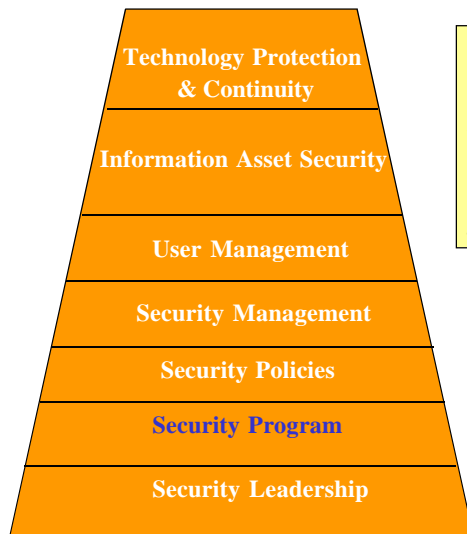 Technology Protection
& Continuity
Information Asset Security
User Management
Security Management
Security Policies
Security Program
Security Leadership